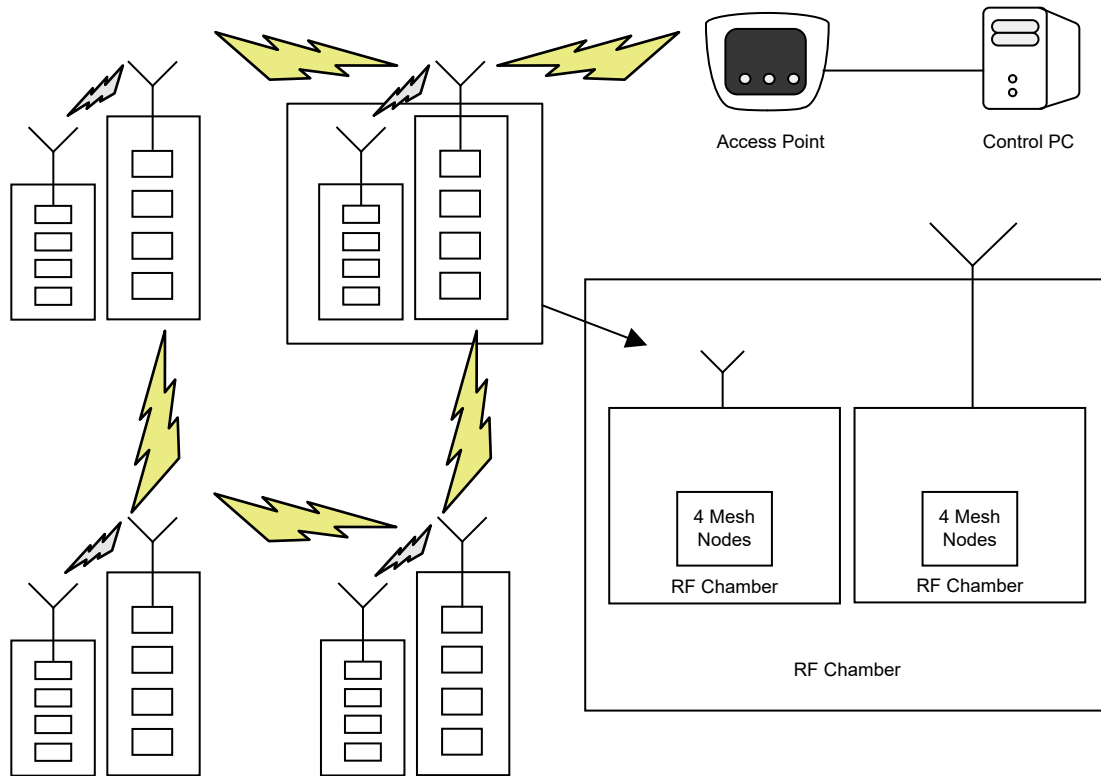 Access Point
Control PC
4 Mesh
Nodes
RF Chamber
4 Mesh
Nodes
RF Chamber
RF Chamber